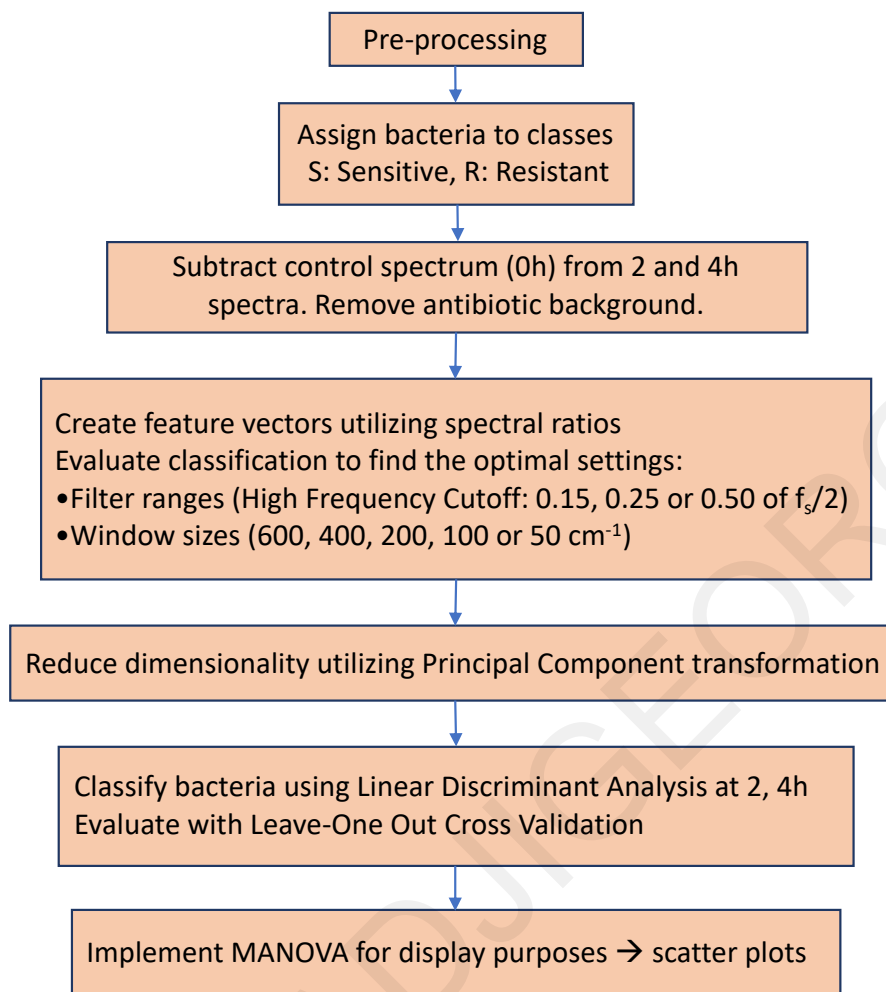 Pre-processing
Assign bacteria to classes
S: Sensitive, R: Resistant
Subtract control spectrum (0h) from 2 and 4h
spectra. Remove antibiotic background.
Create feature vectors utilizing spectral ratios
Evaluate classification to find the optimal settings:
•Filter ranges (High Frequency Cutoff: 0.15, 0.25 or 0.50 of fₛ/2)
•Window sizes (600, 400, 200, 100 or 50 cm⁻¹)
Reduce dimensionality utilizing Principal Component transformation
Classify bacteria using Linear Discriminant Analysis at 2, 4h
Evaluate with Leave-One Out Cross Validation
Implement MANOVA for display purposes → scatter plots